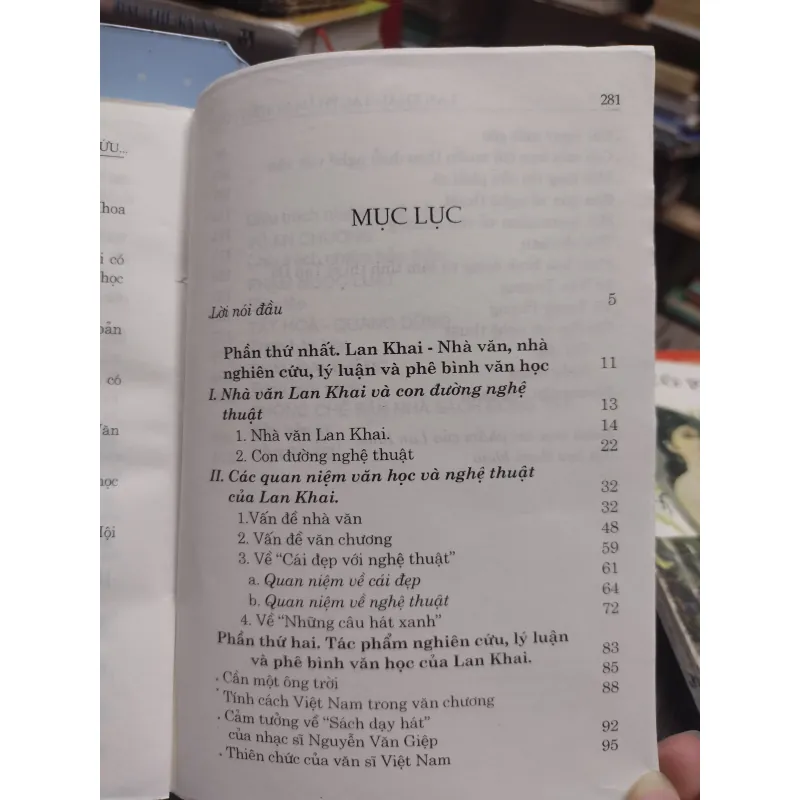 281
MỤC LỤC
Lời nói đầu 5
Phần thứ nhất. Lan Khai - Nhà văn, nhà
nghiên cứu, lý luận và phê bình văn học 11
I. Nhà văn Lan Khai và con đường nghệ
thuật 13
1. Nhà văn Lan Khai. 14
2. Con đường nghệ thuật 22
II. Các quan niệm văn học và nghệ thuật
của Lan Khai. 32
1.Vấn đề nhà văn 32
2. Vấn đề văn chương 48
3. Về “Cái đẹp với nghệ thuật” 59
a. Quan niệm về cái đẹp 61
b. Quan niệm về nghệ thuật 64
4. Về “Những câu hát xanh” 72
Phần thứ hai. Tác phẩm nghiên cứu, lý luận
và phê bình văn học của Lan Khai. 83
. Cần một ông trời 85
. Tính cách Việt Nam trong văn chương 88
. Cảm tưởng về “Sách dạy hát”
của nhạc sĩ Nguyễn Văn Giệp 92
. Thiên chức của văn sĩ Việt Nam 95
ỨU...
hoa
i có
học
có
ân
học